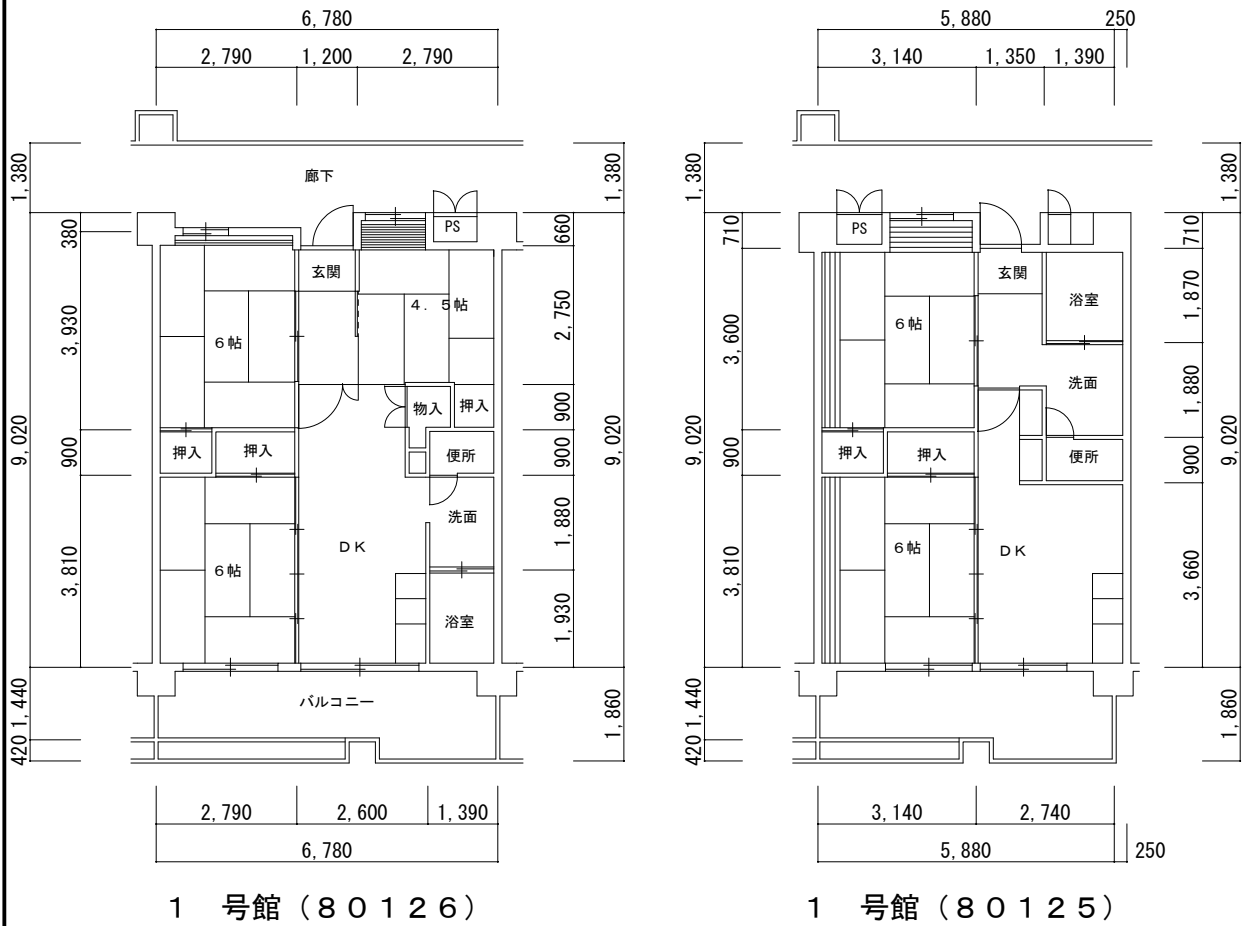 6,780
2,790 1,200 2,790
1,380
380
3,930
9,020
900
3,810
1,440
420
廊下
PS
玄関
4.5帖
6帖
物入
押入
押入
押入
便所
洗面
DK
6帖
浴室
バルコニー
1,380
660
2,750
900
900
9,020
1,880
1,930
1,860
2,790 2,600 1,390
6,780
1 号館(80126)
5,880 250
3,140 1,350 1,390
1,380
710
3,600
9,020
900
3,810
1,440
420
PS
玄関
浴室
6帖
洗面
押入
押入
便所
6帖
DK
1,380
710
1,870
1,880
900
9,020
3,660
1,860
3,140 2,740
5,880 250
1 号館(80125)